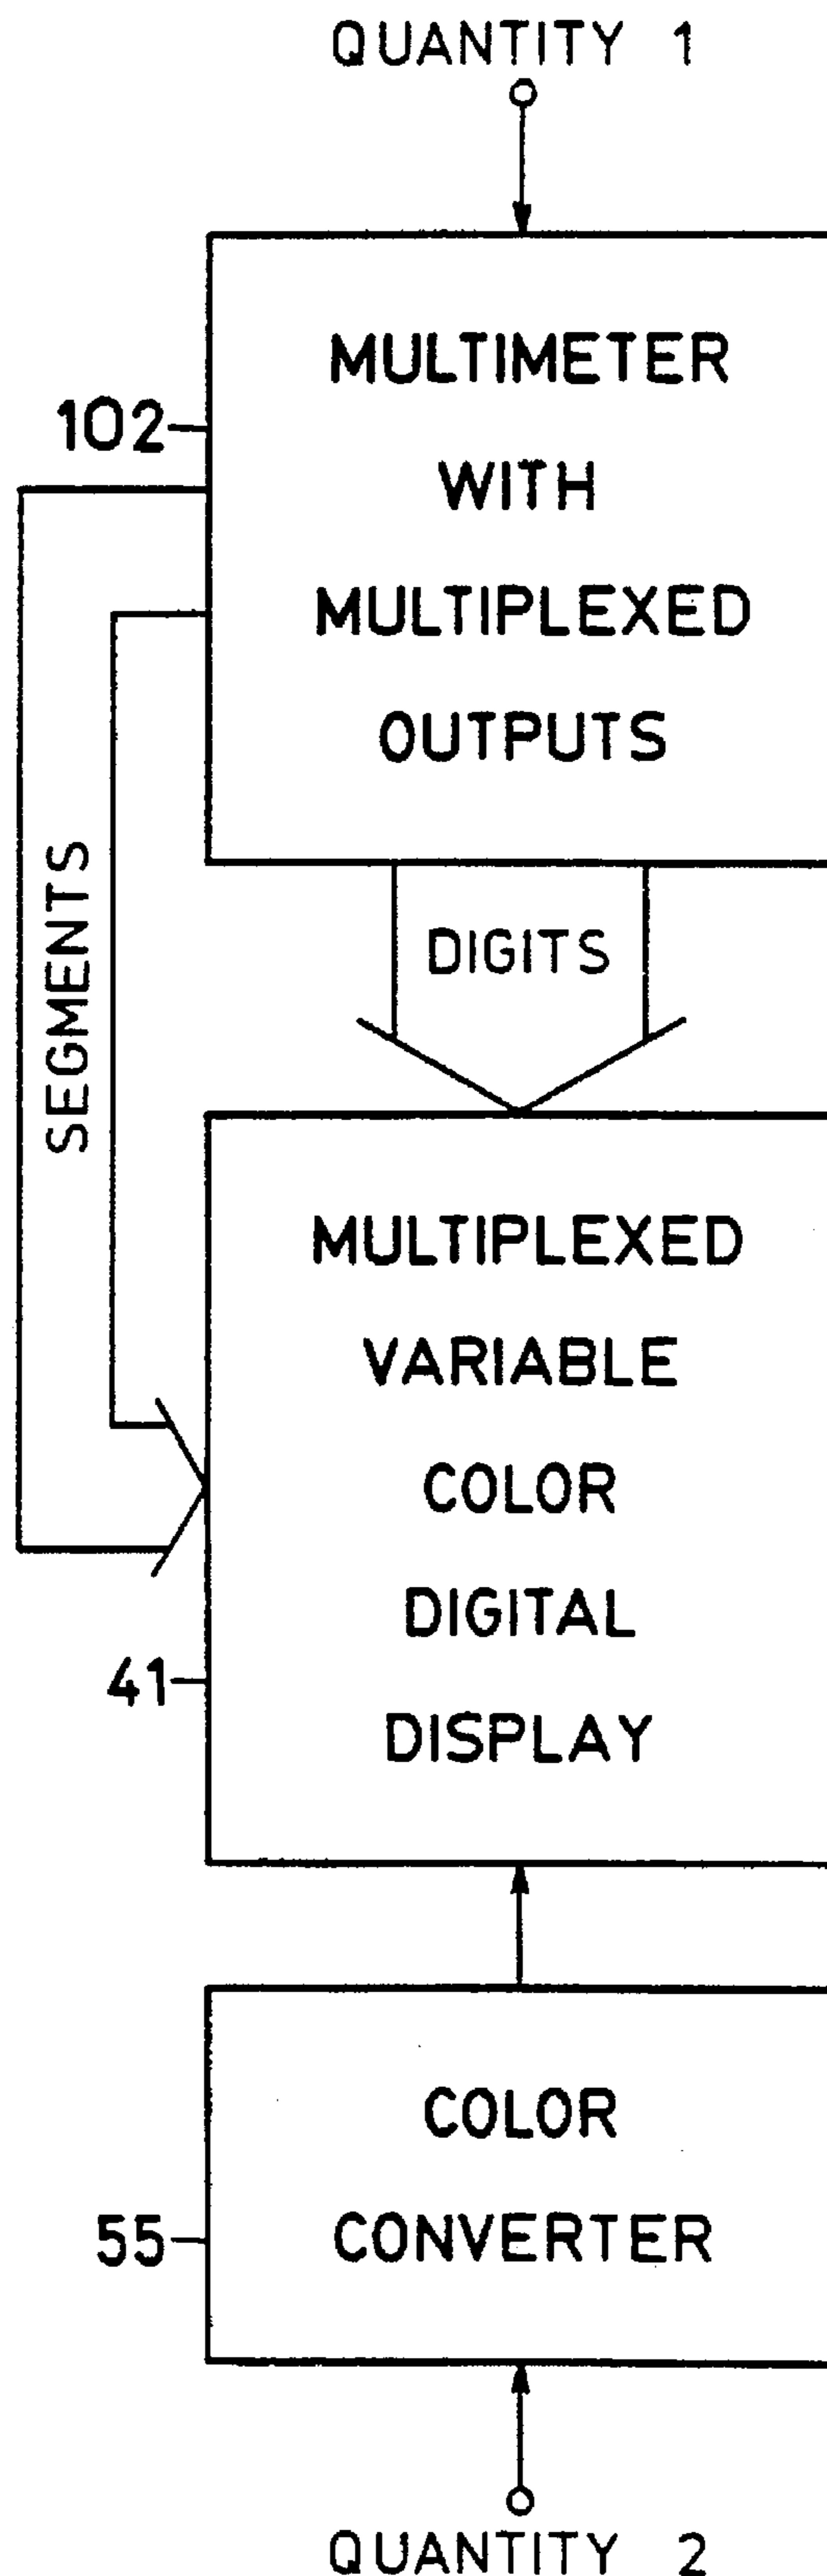 QUANTITY 1
MULTIMETER
102
WITH
MULTIPLEXED
OUTPUTS
SEGMENTS
DIGITS
MULTIPLEXED
VARIABLE
COLOR
DIGITAL
41
DISPLAY
COLOR
55
CONVERTER
QUANTITY 2